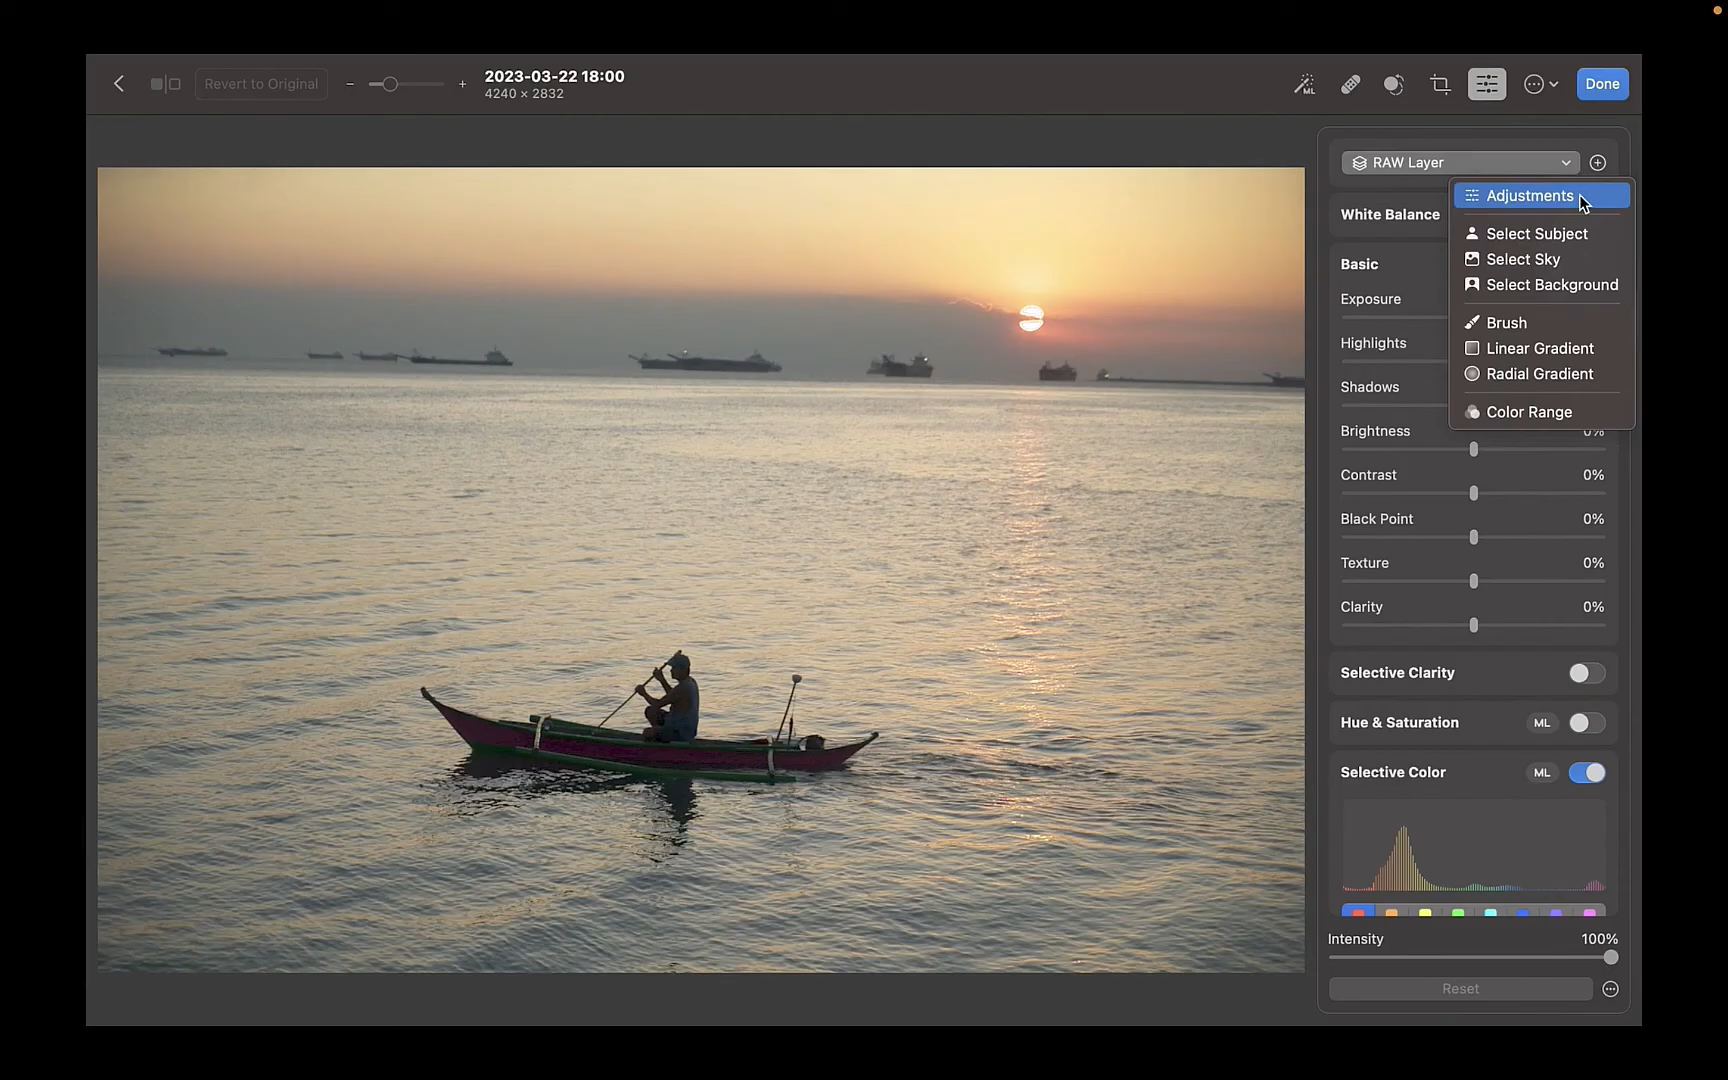 Revert to Original
2023-03-22 18:00
4240 × 2832
ML
Done
RAW Layer
Adjustments
Select Subject
Select Sky
Select Background
Brush
Linear Gradient
Radial Gradient
Color Range
White Balance
Basic
Exposure
Highlights
Shadows
Brightness 0%
Contrast 0%
Black Point 0%
Texture 0%
Clarity 0%
Selective Clarity
Hue & Saturation ML
Selective Color ML
Intensity 100%
Reset